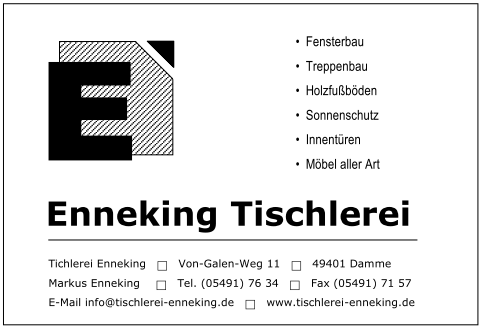 E
• Fensterbau
• Treppenbau
• Holzfußböden
• Sonnenschutz
• Innentüren
• Möbel aller Art
Enneking Tischlerei
Tichlerei Enneking □ Von-Galen-Weg 11 □ 49401 Damme
Markus Enneking □ Tel. (05491) 76 34 □ Fax (05491) 71 57
E-Mail info@tischlerei-enneking.de □ www.tischlerei-enneking.de